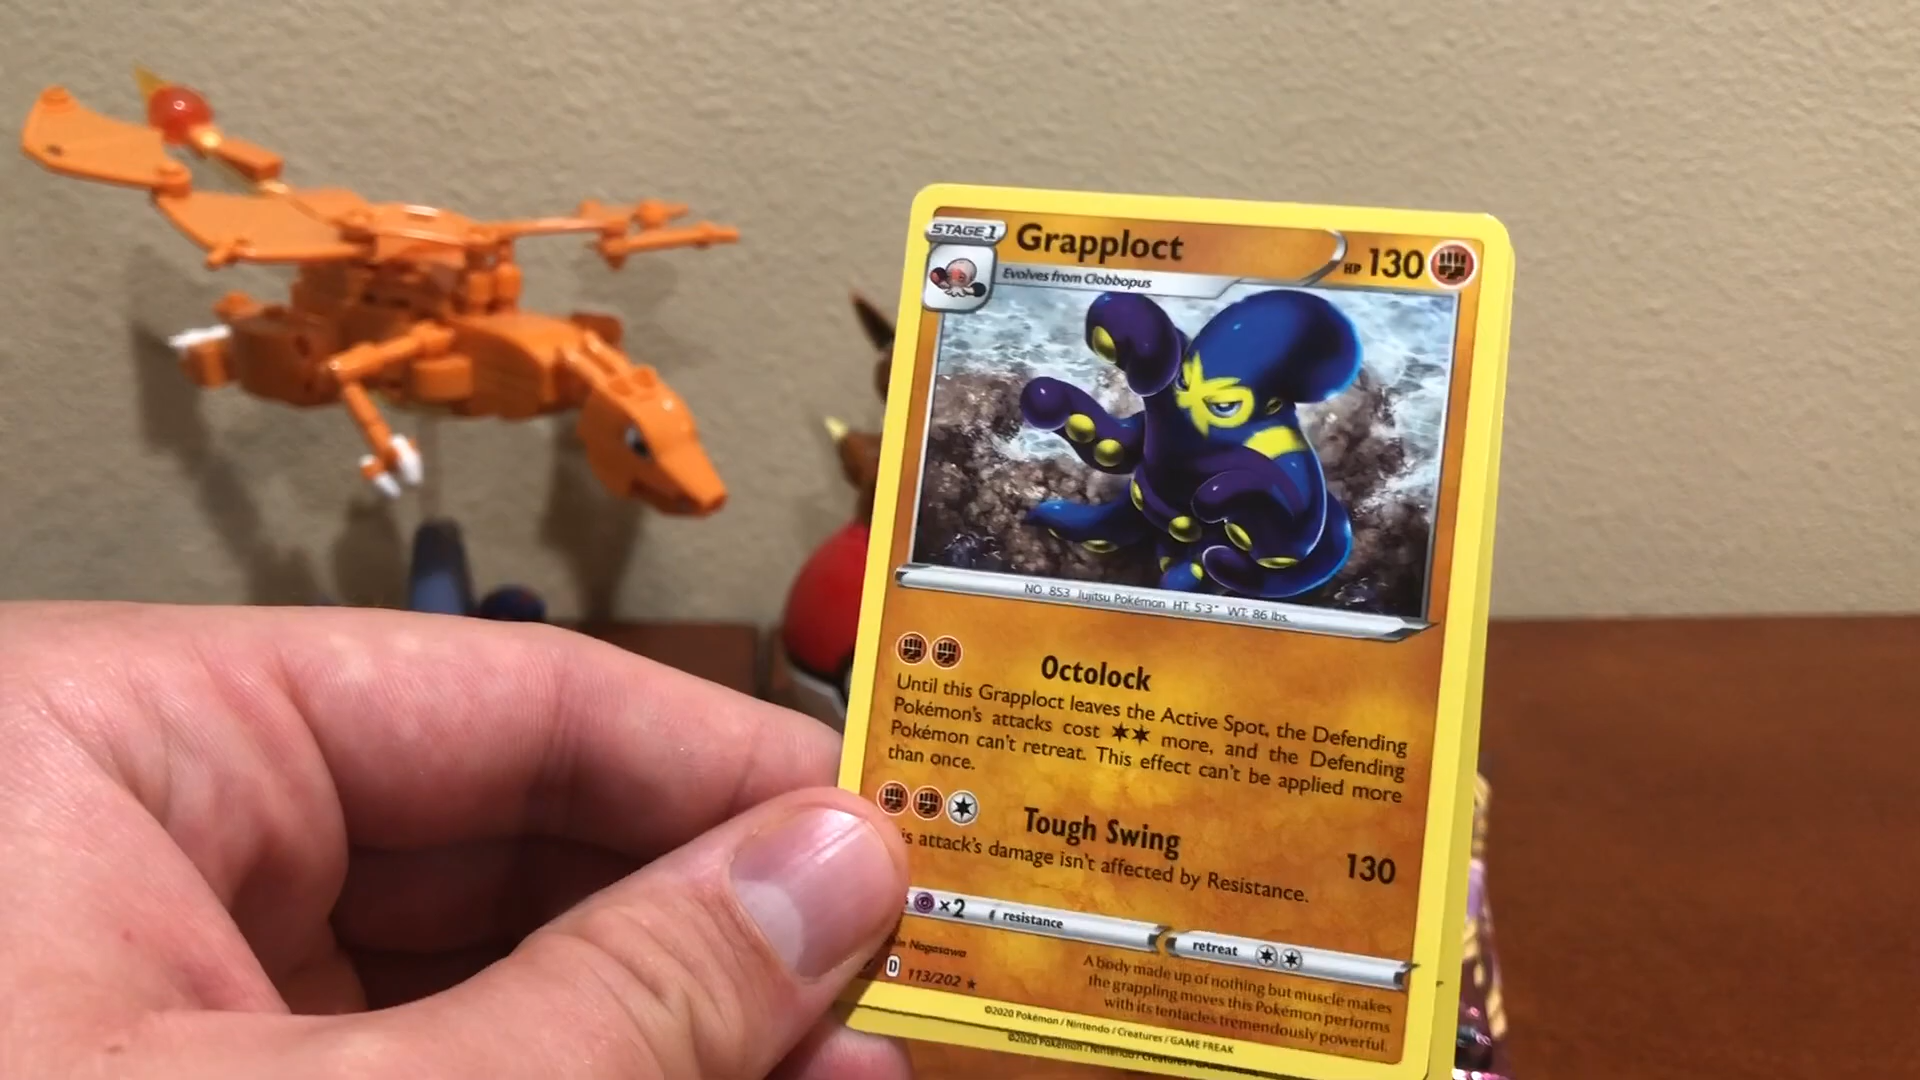 STAGE 1
Grapploct
HP 130
Evolves from Clobbopus
NO. 853 Jujitsu Pokémon HT: 5'3" WT: 86 lbs.
Octolock
Until this Grapploct leaves the Active Spot, the Defending
Pokémon's attacks cost more, and the Defending
Pokémon can't retreat. This effect can't be applied more
than once.
Tough Swing
130
is attack's damage isn't affected by Resistance.
×2 resistance
retreat
Nagasawa
D 113/202
A body made up of nothing but muscle makes
the grappling moves this Pokémon performs
with its tentacles tremendously powerful.
©2020 Pokémon / Nintendo / Creatures / GAME FREAK
©2020 Pokémon / Nintendo / Creatures /